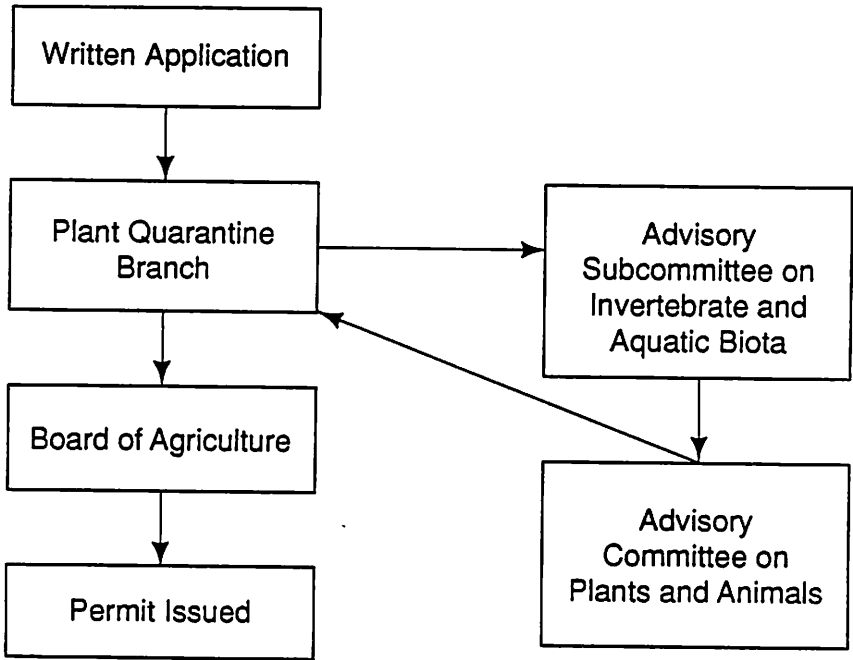 Written Application
Plant Quarantine
Branch
Advisory
Subcommittee on
Invertebrate and
Aquatic Biota
Board of Agriculture
Advisory
Committee on
Plants and Animals
Permit Issued